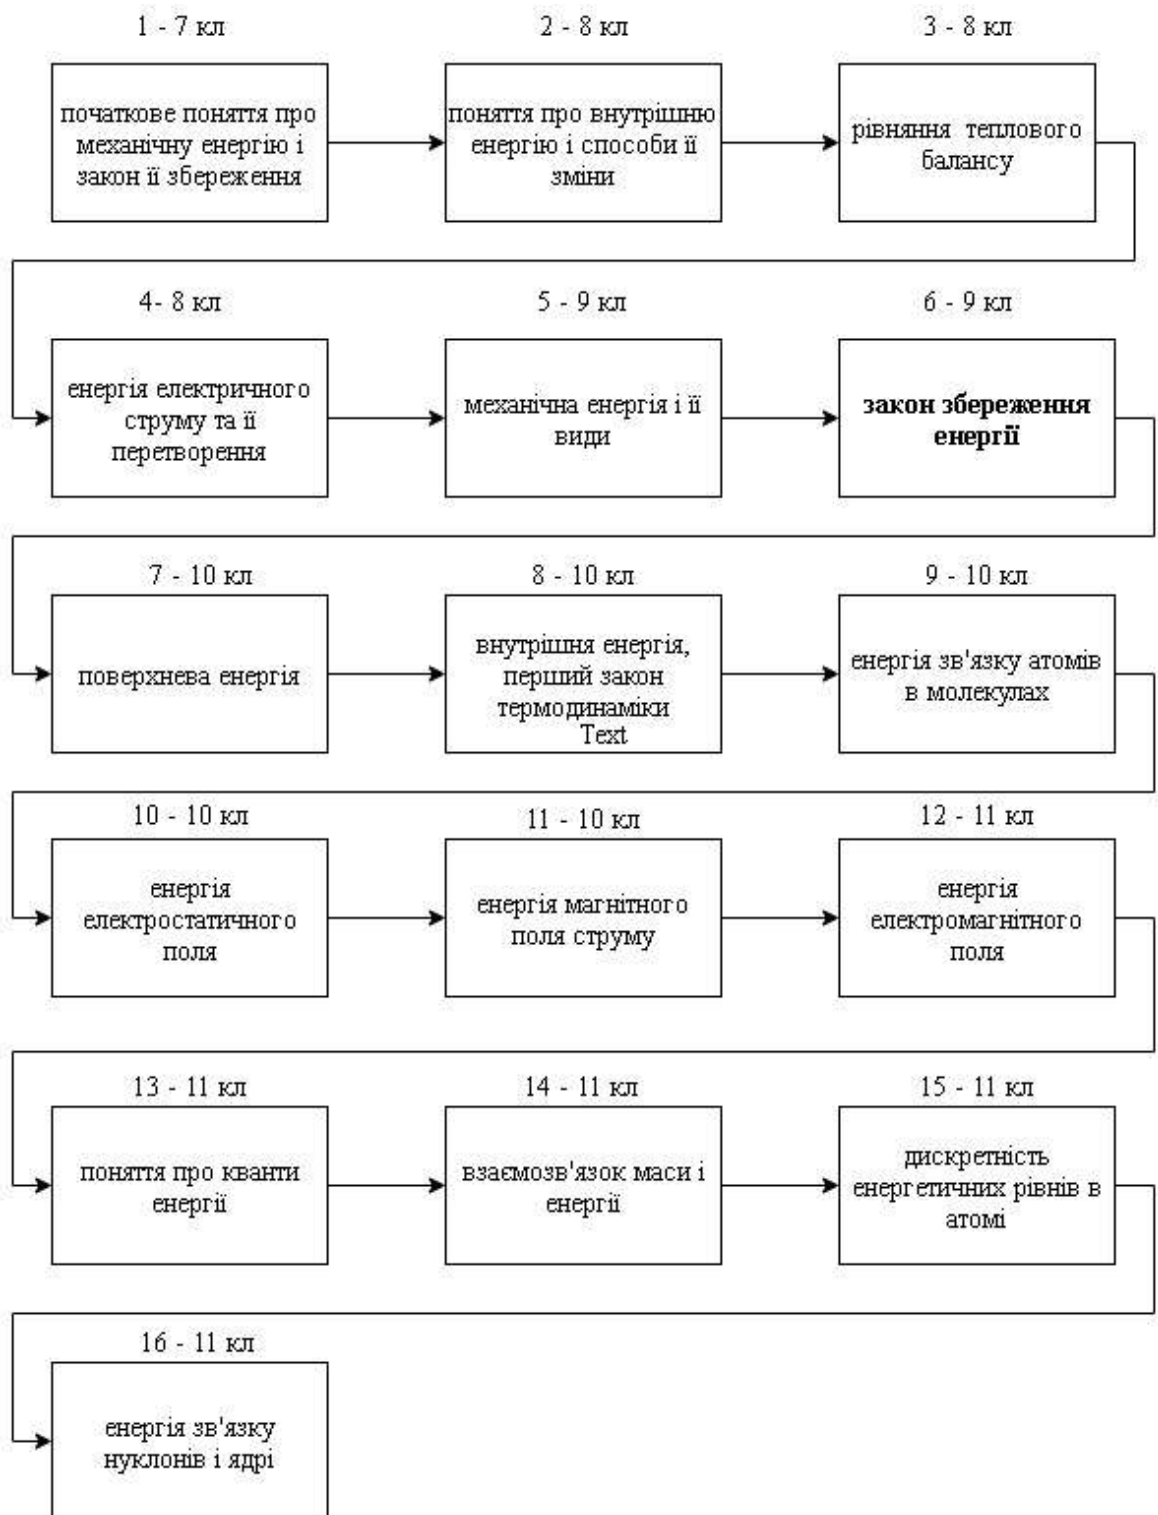 1 - 7 кл
2 - 8 кл
3 - 8 кл
початкове поняття про
механічну енергію і
закон її збереження
поняття про внутрішню
енергію і способи її
зміни
рівняння теплового
балансу
4- 8 кл
5 - 9 кл
6 - 9 кл
енергія електричного
струму та її
перетворення
механічна енергія і її
види
закон збереження
енергії
7 - 10 кл
8 - 10 кл
9 - 10 кл
поверхнева енергія
внутрішня енергія,
перший закон
термодинаміки
Text
енергія зв'язку атомів
в молекулах
10 - 10 кл
11 - 10 кл
12 - 11 кл
енергія
електростатичного
поля
енергія магнітного
поля струму
енергія
електромагнітного
поля
13 - 11 кл
14 - 11 кл
15 - 11 кл
поняття про кванти
енергії
взаємозв'язок маси і
енергії
дискретність
енергетичних рівнів в
атомі
16 - 11 кл
енергія зв'язку
нуклонів і ядрі